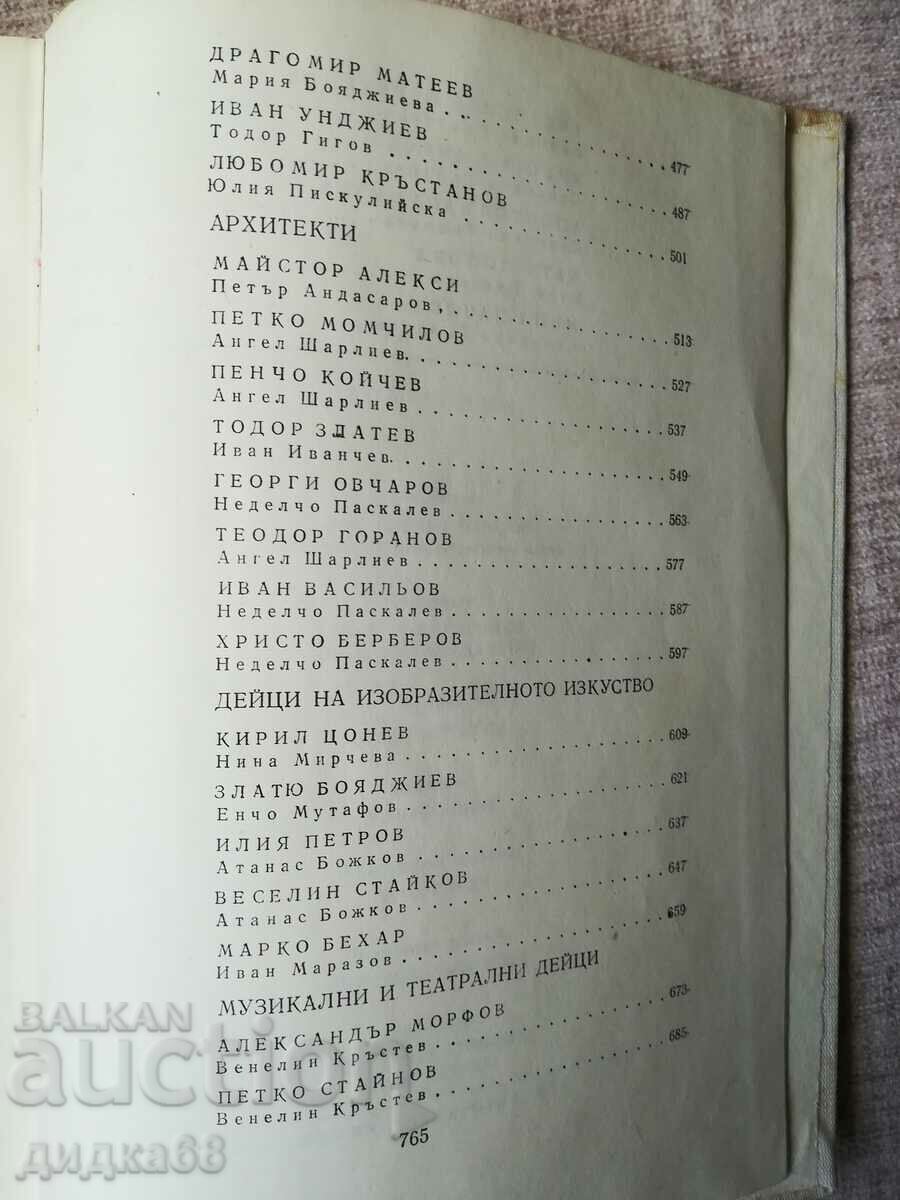 ДРАГОМИР МАТЕЕВ
Мария Бояджиева . . . . . . . . . . . . . 477
ИВАН УНДЖИЕВ
Тодор Гигов . . . . . . . . . . . . . . . 487
ЛЮБОМИР КРЪСТАНОВ
Юлия Пискулийска . . . . . . . . . . . . 501
АРХИТЕКТИ
МАЙСТОР АЛЕКСИ
Петър Андасаров, . . . . . . . . . . . . 513
ПЕТКО МОМЧИЛОВ
Ангел Шарлиев. . . . . . . . . . . . . . 527
ПЕНЧО КОЙЧЕВ
Ангел Шарлиев . . . . . . . . . . . . . 537
ТОДОР ЗЛАТЕВ
Иван Иванчев. . . . . . . . . . . . . . 549
ГЕОРГИ ОВЧАРОВ
Неделчо Паскалев . . . . . . . . . . . . 563
ТЕОДОР ГОРАНОВ
Ангел Шарлиев . . . . . . . . . . . . . 577
ИВАН ВАСИЛЬОВ
Неделчо Паскалев . . . . . . . . . . . . 587
ХРИСТО БЕРБЕРОВ
Неделчо Паскалев . . . . . . . . . . . . 597
ДЕЙЦИ НА ИЗОБРАЗИТЕЛНОТО ИЗКУСТВО
КИРИЛ ЦОНЕВ
Нина Мирчева . . . . . . . . . . . . . . 609
ЗЛАТЮ БОЯДЖИЕВ
Енчо Мутафов . . . . . . . . . . . . . . 621
ИЛИЯ ПЕТРОВ
Атанас Божков . . . . . . . . . . . . . 637
ВЕСЕЛИН СТАЙКОВ
Атанас Божков . . . . . . . . . . . . . 647
МАРКО БЕХАР
Иван Маразов . . . . . . . . . . . . . . 659
МУЗИКАЛНИ И ТЕАТРАЛНИ ДЕЙЦИ
АЛЕКСАНДЪР МОРФОВ
Венелин Кръстев . . . . . . . . . . . . 673
ПЕТКО СТАЙНОВ
Венелин Кръстев . . . . . . . . . . . . 685
765
BALKAN
auction
дидка68